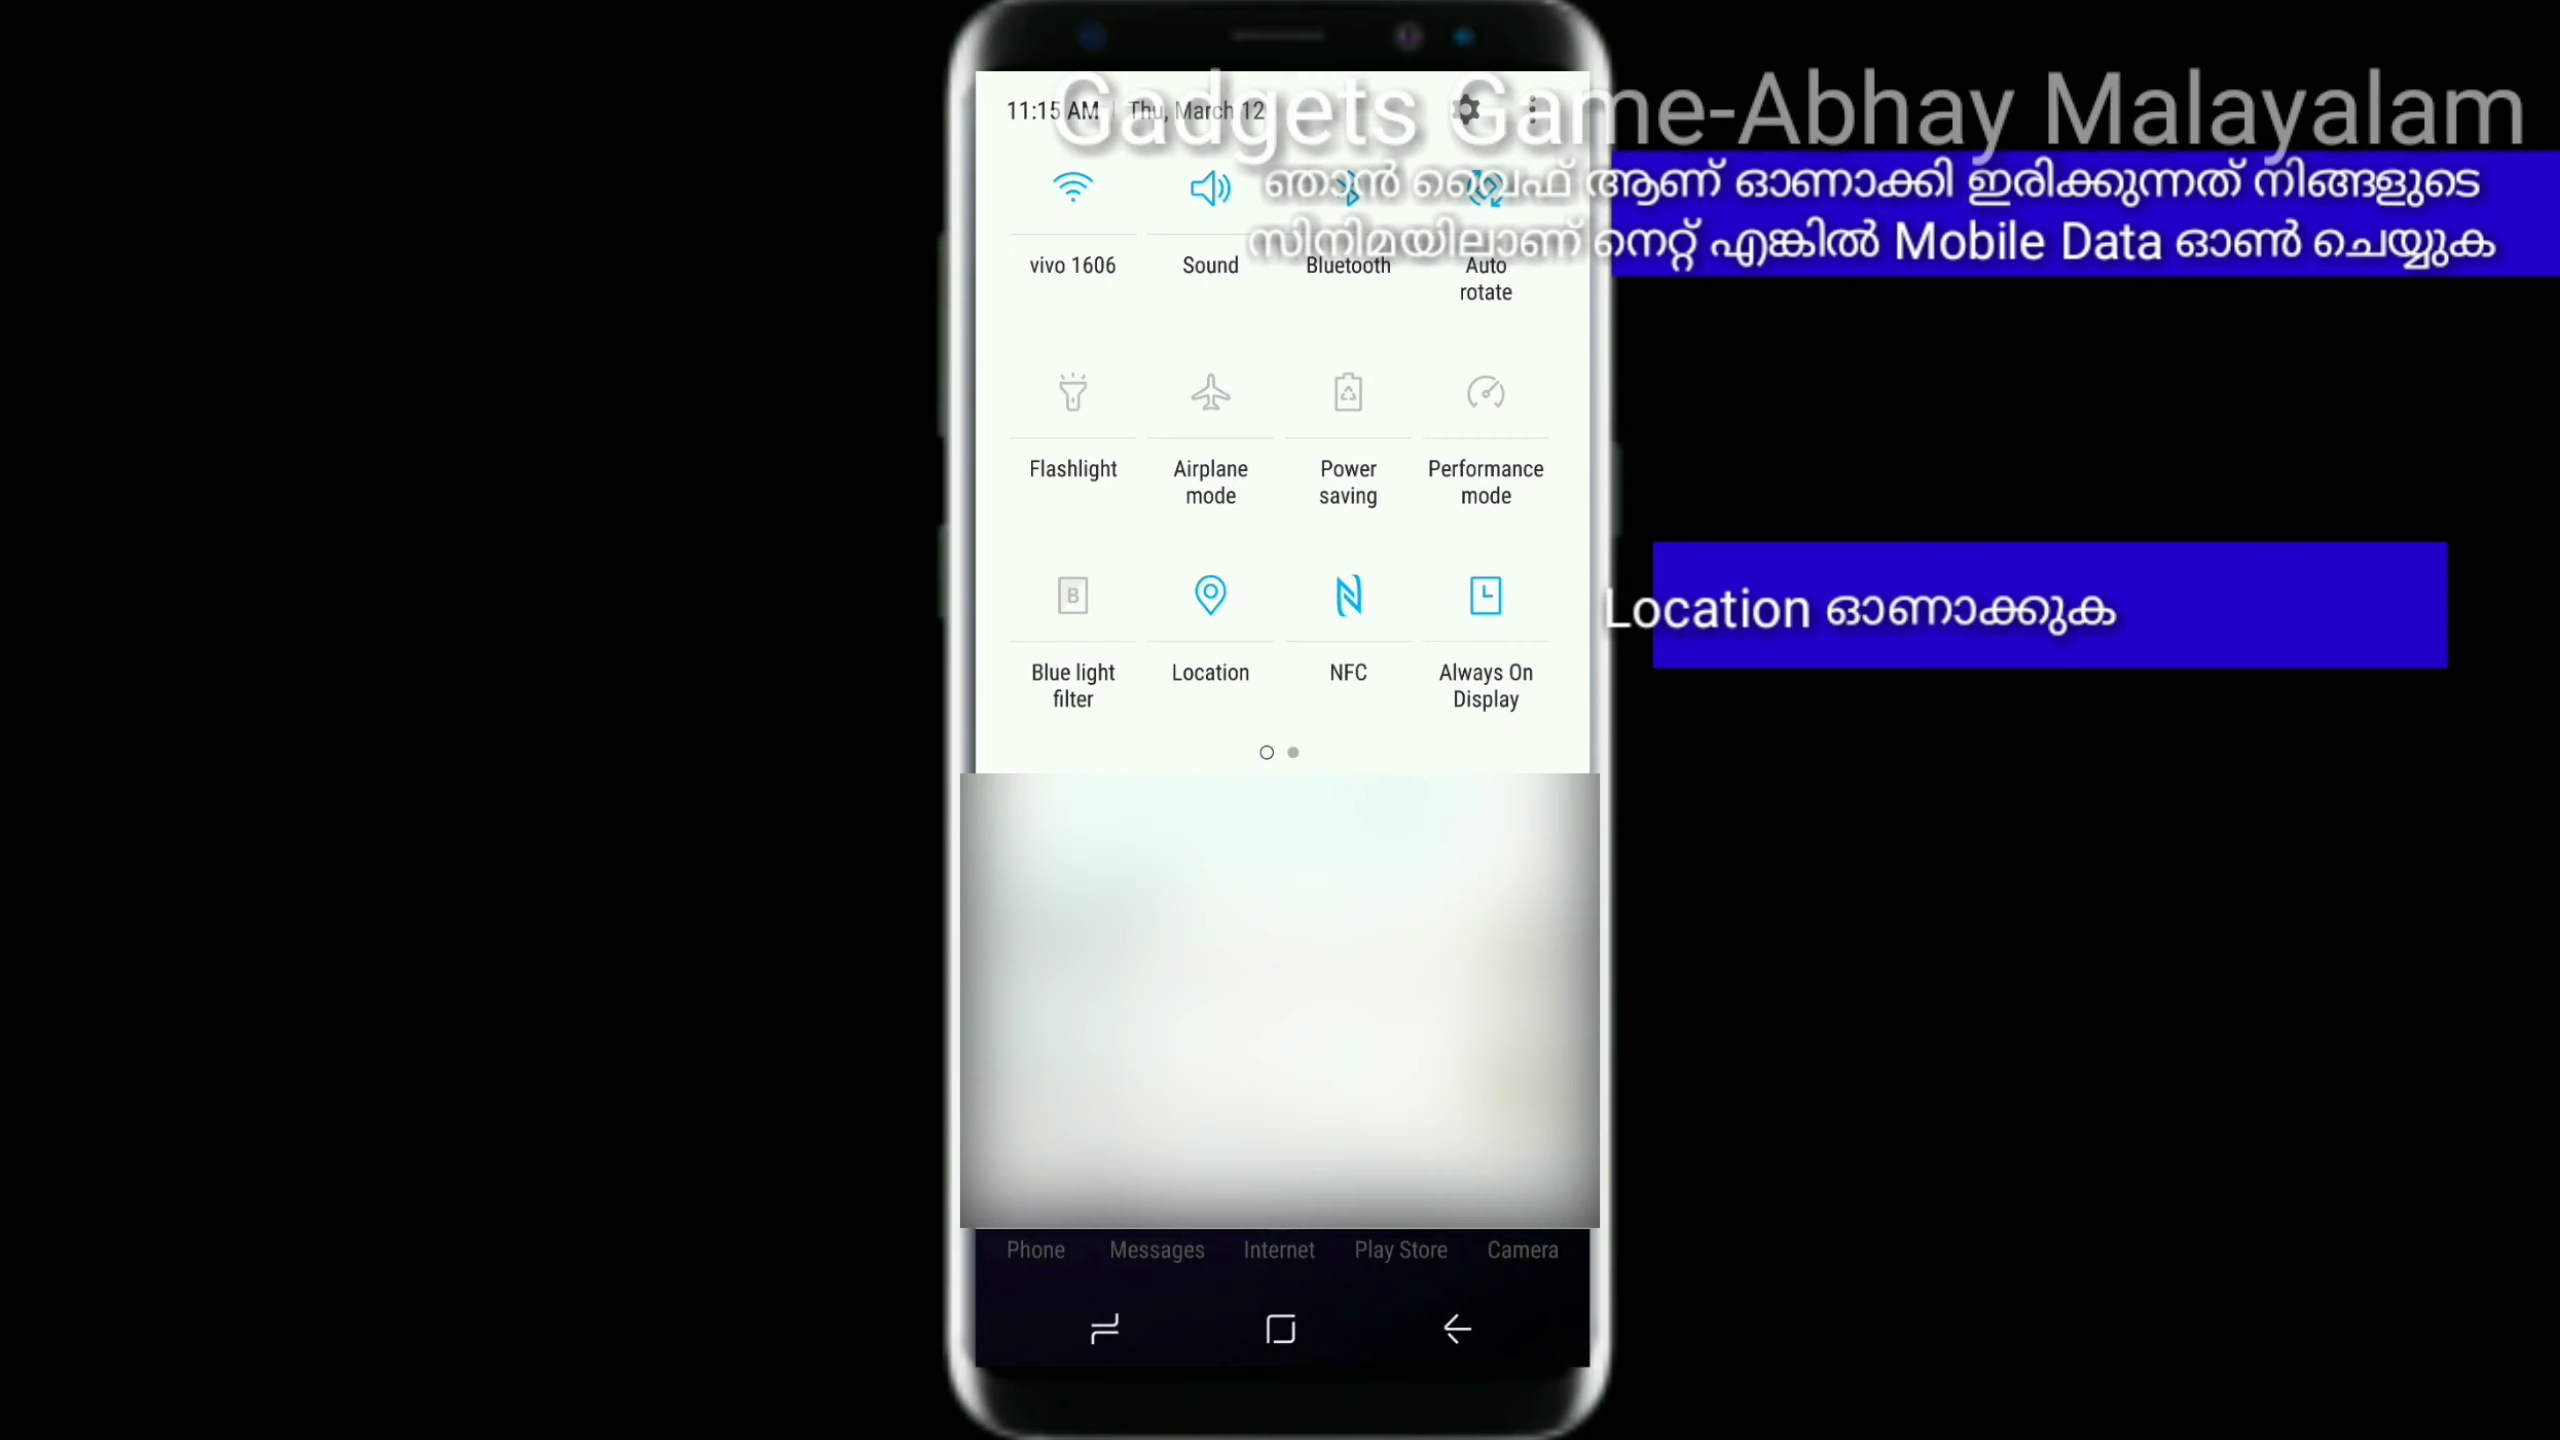 Gadgets Game-Abhay Malayalam
11:15 AM | Thu, March 12
ഞാൻ വൈഫ് ആണ് ഓണാക്കി ഇരിക്കുന്നത് നിങ്ങളുടെ
സിനിമയിലാണ് നെറ്റ് എങ്കിൽ Mobile Data ഓൺ ചെയ്യുക
vivo 1606
Sound
Bluetooth
Auto
rotate
Flashlight
Airplane
mode
Power
saving
Performance
mode
B
Location ഓണാക്കുക
Blue light
filter
Location
NFC
Always On
Display
Phone
Messages
Internet
Play Store
Camera